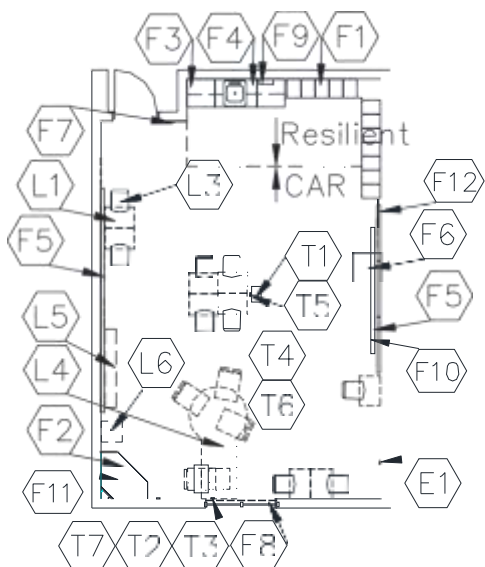 F3 F4 F9 F1
F7
Resilient
L1 L3 CAR F12
F5 T1 F6
T5 F5
L5 L6 T4
L4 T6 F10
F2
F11 E1
T7 T2 T3 F8